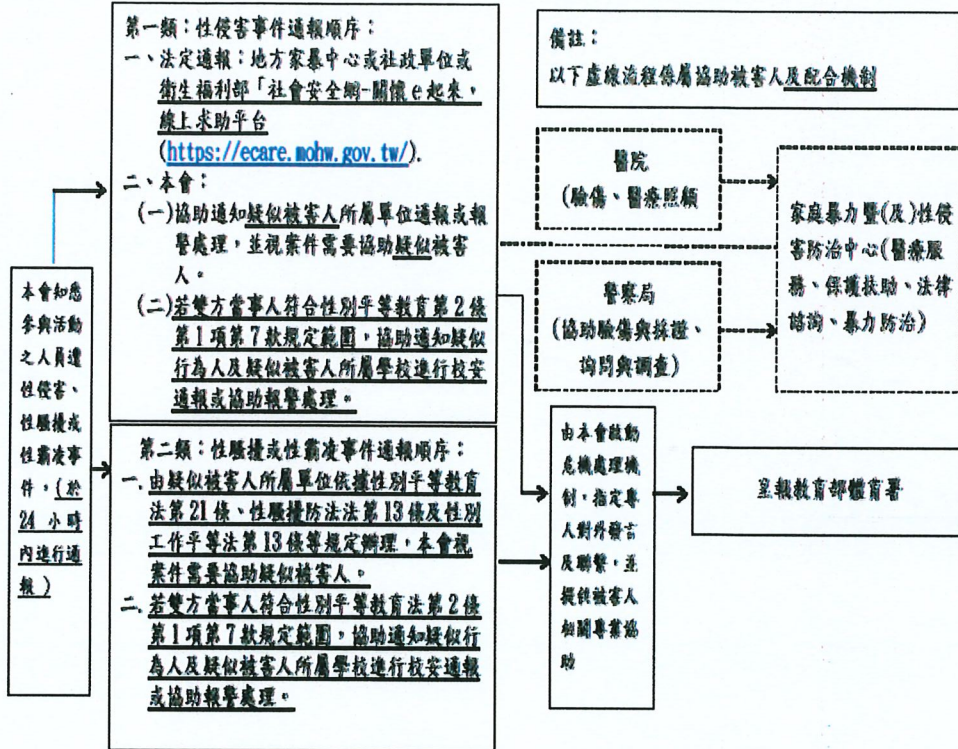 本會知悉
參與活動
之人員遭
性侵害、
性騷擾或
性霸凌事
件，(於
24 小時
內進行通
報)
第一類：性侵害事件通報順序：
一、法定通報：地方家暴中心或社政單位或
衛生福利部「社會安全網-關懷e起來，
線上求助平台
(https://ecare.mohw.gov.tw/).
二、本會：
(一)協助通知疑似被害人所屬單位通報或報
警處理，並視案件需要協助疑似被害
人。
(二)若雙方當事人符合性別平等教育第2條
第1項第7款規定範圍，協助通知疑似
行為人及疑似被害人所屬學校進行校安
通報或協助報警處理。
第二類：性騷擾或性霸凌事件通報順序：
一、由疑似被害人所屬單位依據性別平等教育
法第21條、性騷擾防法法第13條及性別
工作平等法第13條等規定辦理，本會視
案件需要協助疑似被害人。
二、若雙方當事人符合性別平等教育法第2條
第1項第7款規定範圍，協助通知疑似行
為人及疑似被害人所屬學校進行校安通報
或協助報警處理。
備註：
以下虛線流程係屬協助被害人及配合機制
醫院
(驗傷、醫療照顧
警察局
(協助驗傷與採證、
詢問與調查)
家庭暴力暨(及)性侵
害防治中心(醫療服
務、保護扶助、法律
諮詢、暴力防治)
由本會啟動
危機處理機
制，指定專
人對外發言
及聯繫，並
提供被害人
相關專業協
助
呈報教育部體育署